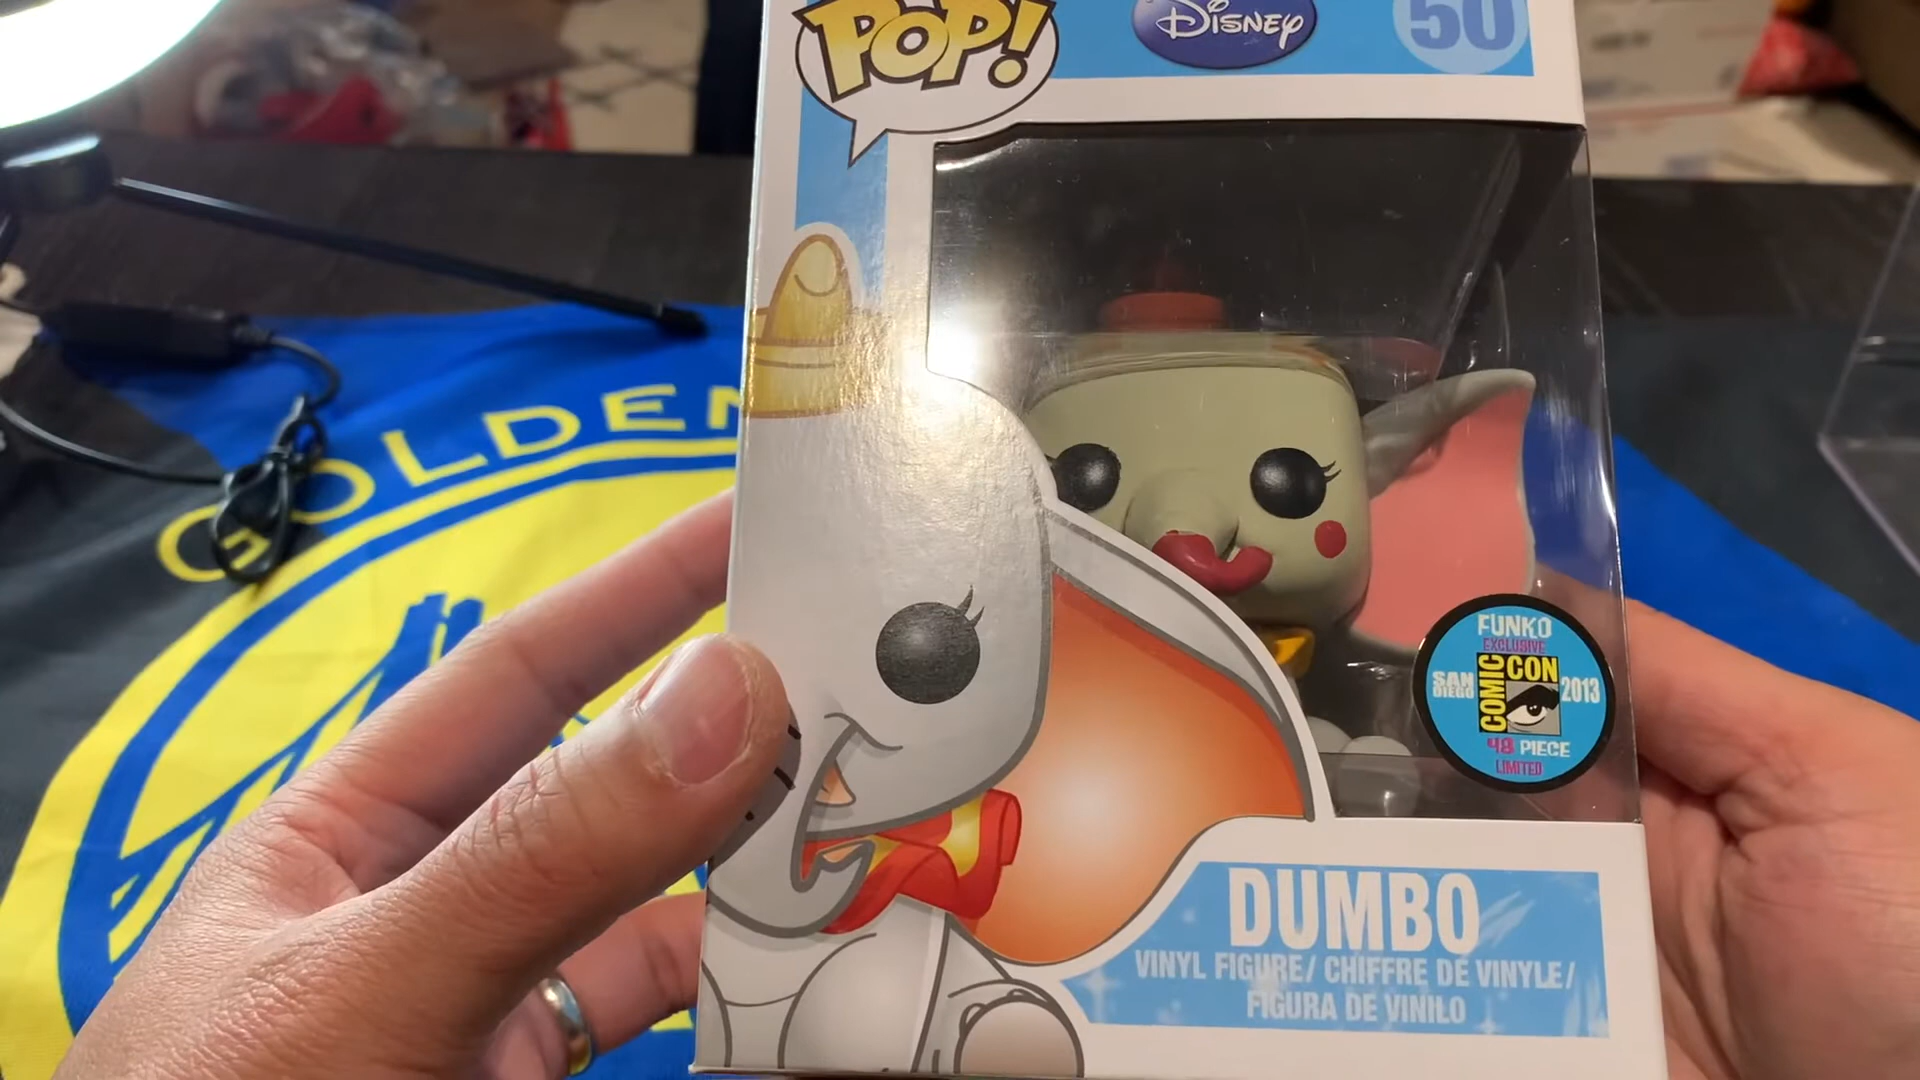 POP!
Disney
50
GOLDEN
FUNKO
EXCLUSIVE
SAN DIEGO
COMIC CON
2013
48 PIECE
LIMITED
DUMBO
VINYL FIGURE/ CHIFFRE DE VINYLE/
FIGURA DE VINILO